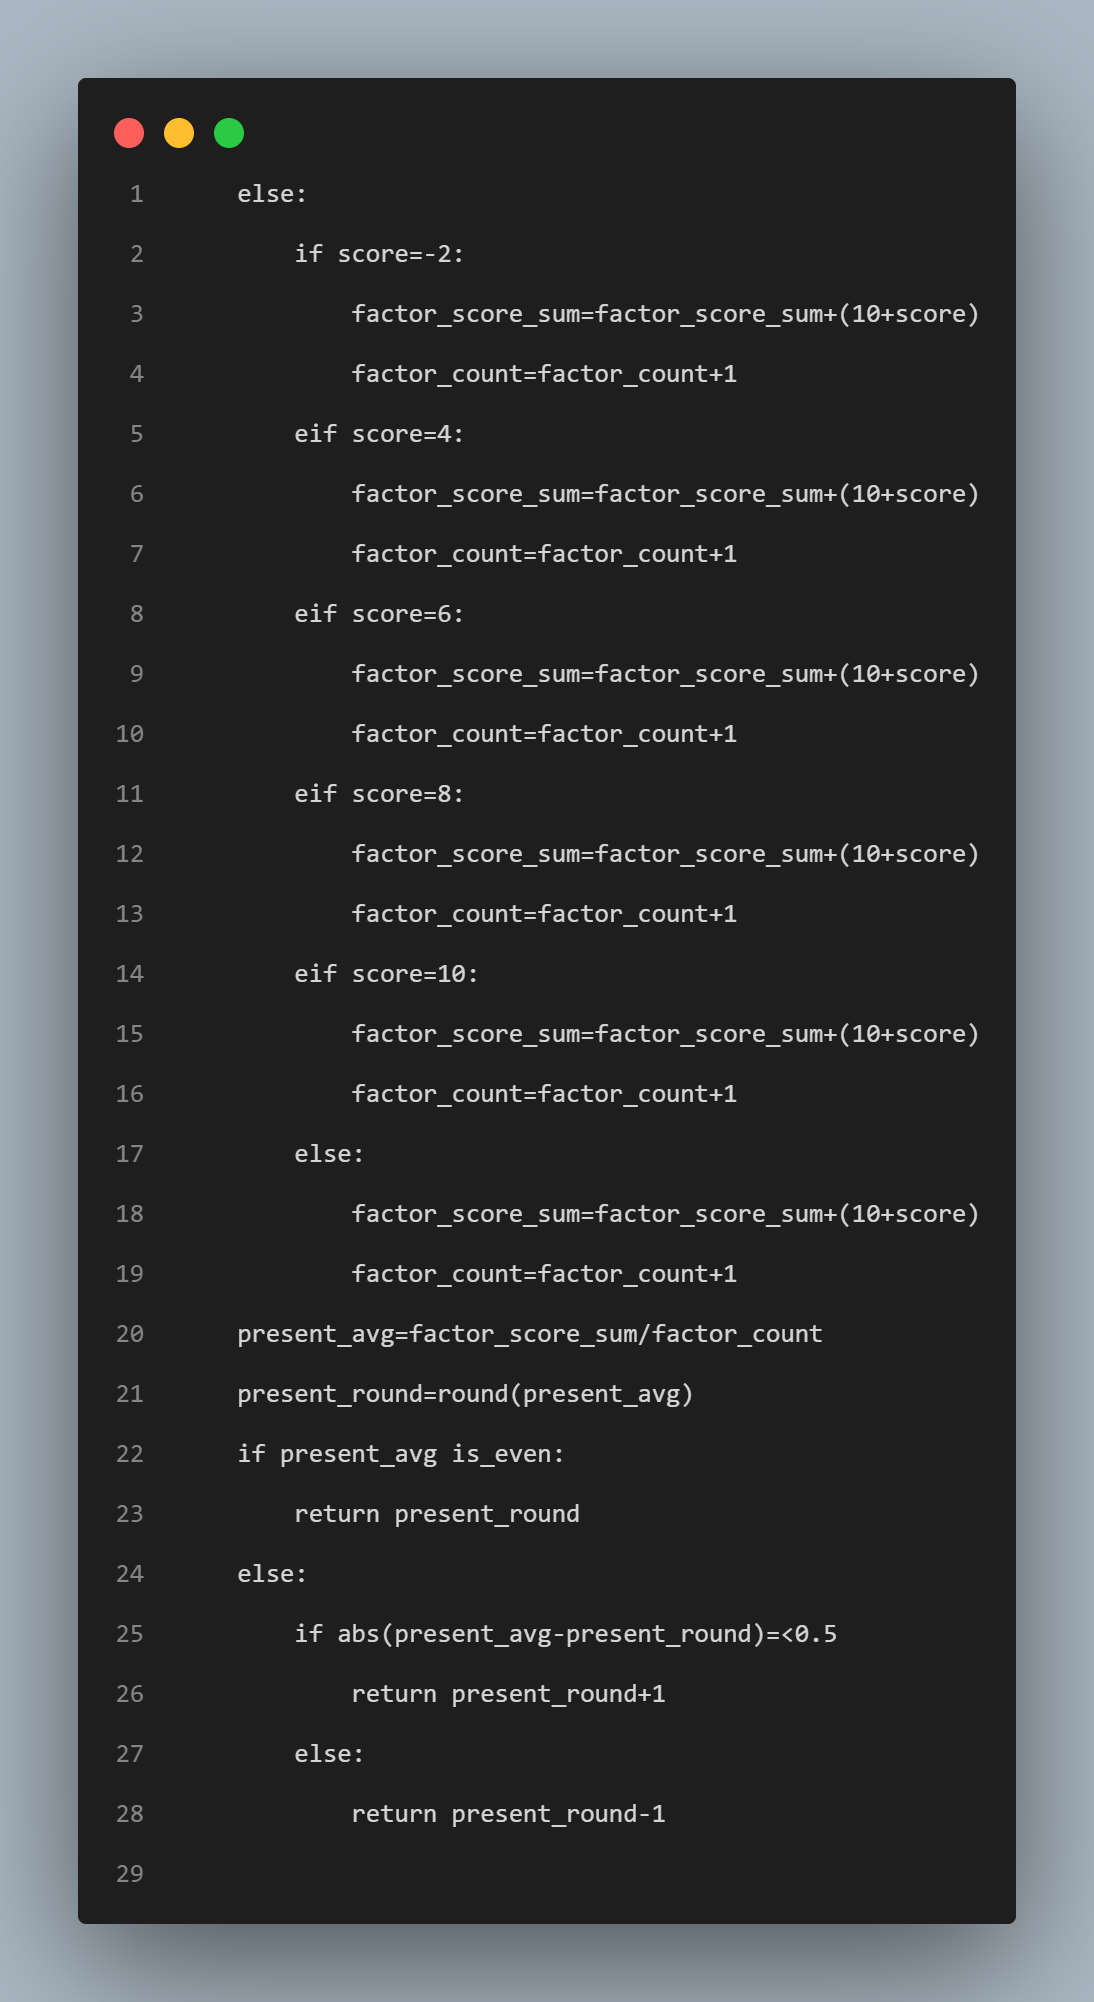 1 else:
2 if score=-2:
3 factor_score_sum=factor_score_sum+(10+score)
4 factor_count=factor_count+1
5 eif score=4:
6 factor_score_sum=factor_score_sum+(10+score)
7 factor_count=factor_count+1
8 eif score=6:
9 factor_score_sum=factor_score_sum+(10+score)
10 factor_count=factor_count+1
11 eif score=8:
12 factor_score_sum=factor_score_sum+(10+score)
13 factor_count=factor_count+1
14 eif score=10:
15 factor_score_sum=factor_score_sum+(10+score)
16 factor_count=factor_count+1
17 else:
18 factor_score_sum=factor_score_sum+(10+score)
19 factor_count=factor_count+1
20 present_avg=factor_score_sum/factor_count
21 present_round=round(present_avg)
22 if present_avg is_even:
23 return present_round
24 else:
25 if abs(present_avg-present_round)=<0.5
26 return present_round+1
27 else:
28 return present_round-1
29